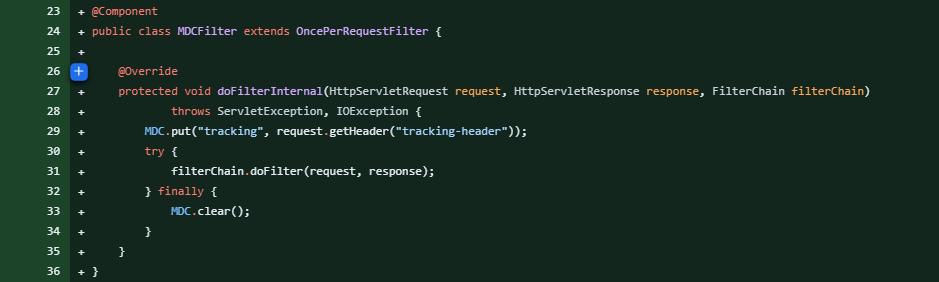 23 + @Component
24 + public class MDCFilter extends OncePerRequestFilter {
25 +
26 + @Override
27 + protected void doFilterInternal(HttpServletRequest request, HttpServletResponse response, FilterChain filterChain)
28 + throws ServletException, IOException {
29 + MDC.put("tracking", request.getHeader("tracking-header"));
30 + try {
31 + filterChain.doFilter(request, response);
32 + } finally {
33 + MDC.clear();
34 + }
35 + }
36 + }